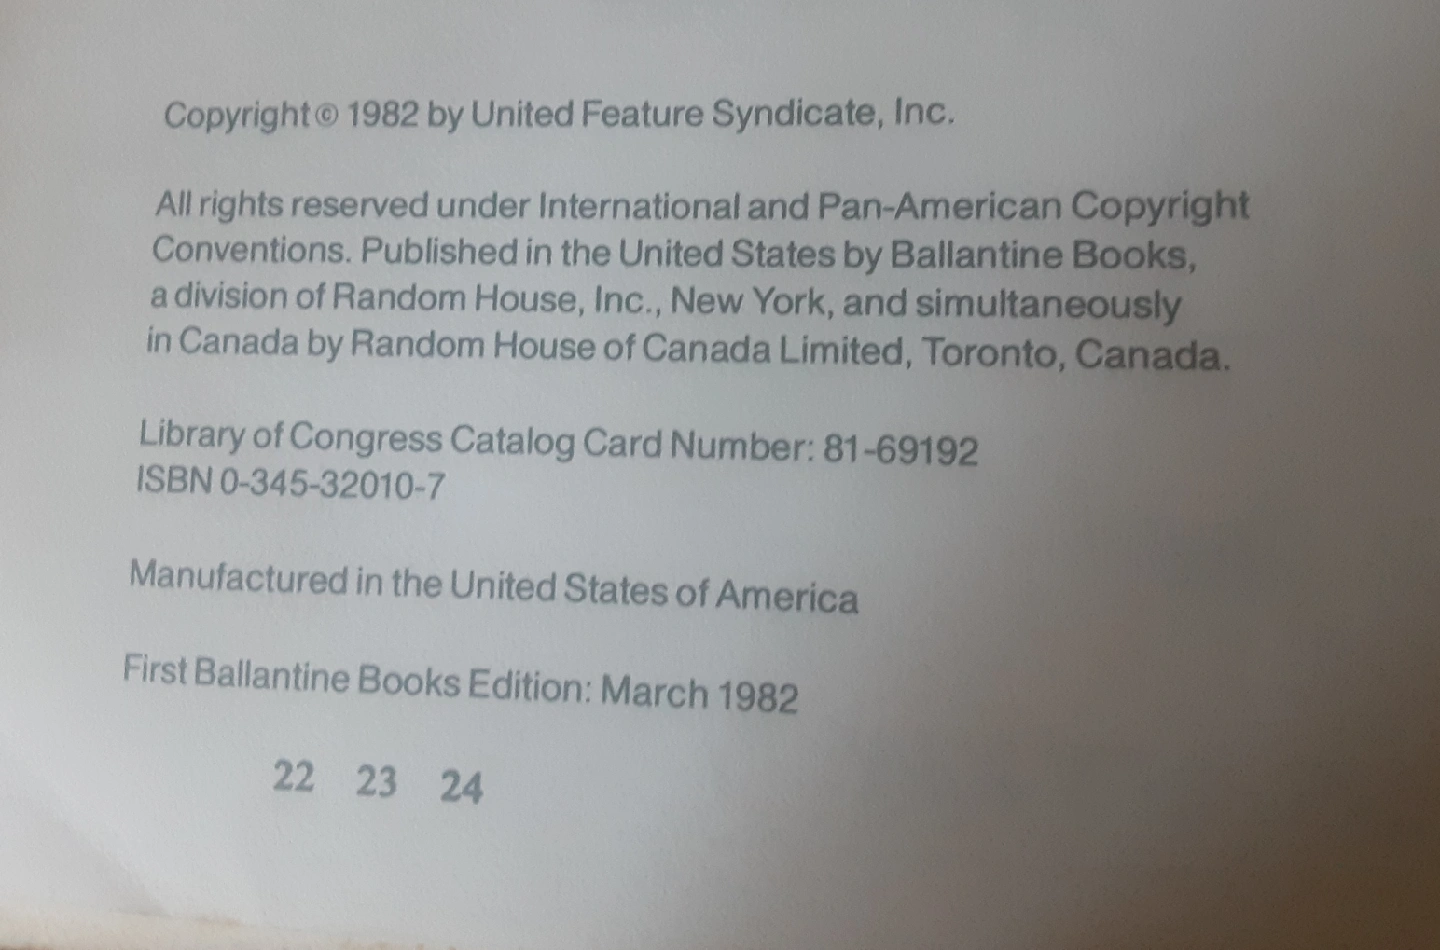 Copyright © 1982 by United Feature Syndicate, Inc.
All rights reserved under International and Pan-American Copyright
Conventions. Published in the United States by Ballantine Books,
a division of Random House, Inc., New York, and simultaneously
in Canada by Random House of Canada Limited, Toronto, Canada.
Library of Congress Catalog Card Number: 81-69192
ISBN 0-345-32010-7
Manufactured in the United States of America
First Ballantine Books Edition: March 1982
22 23 24